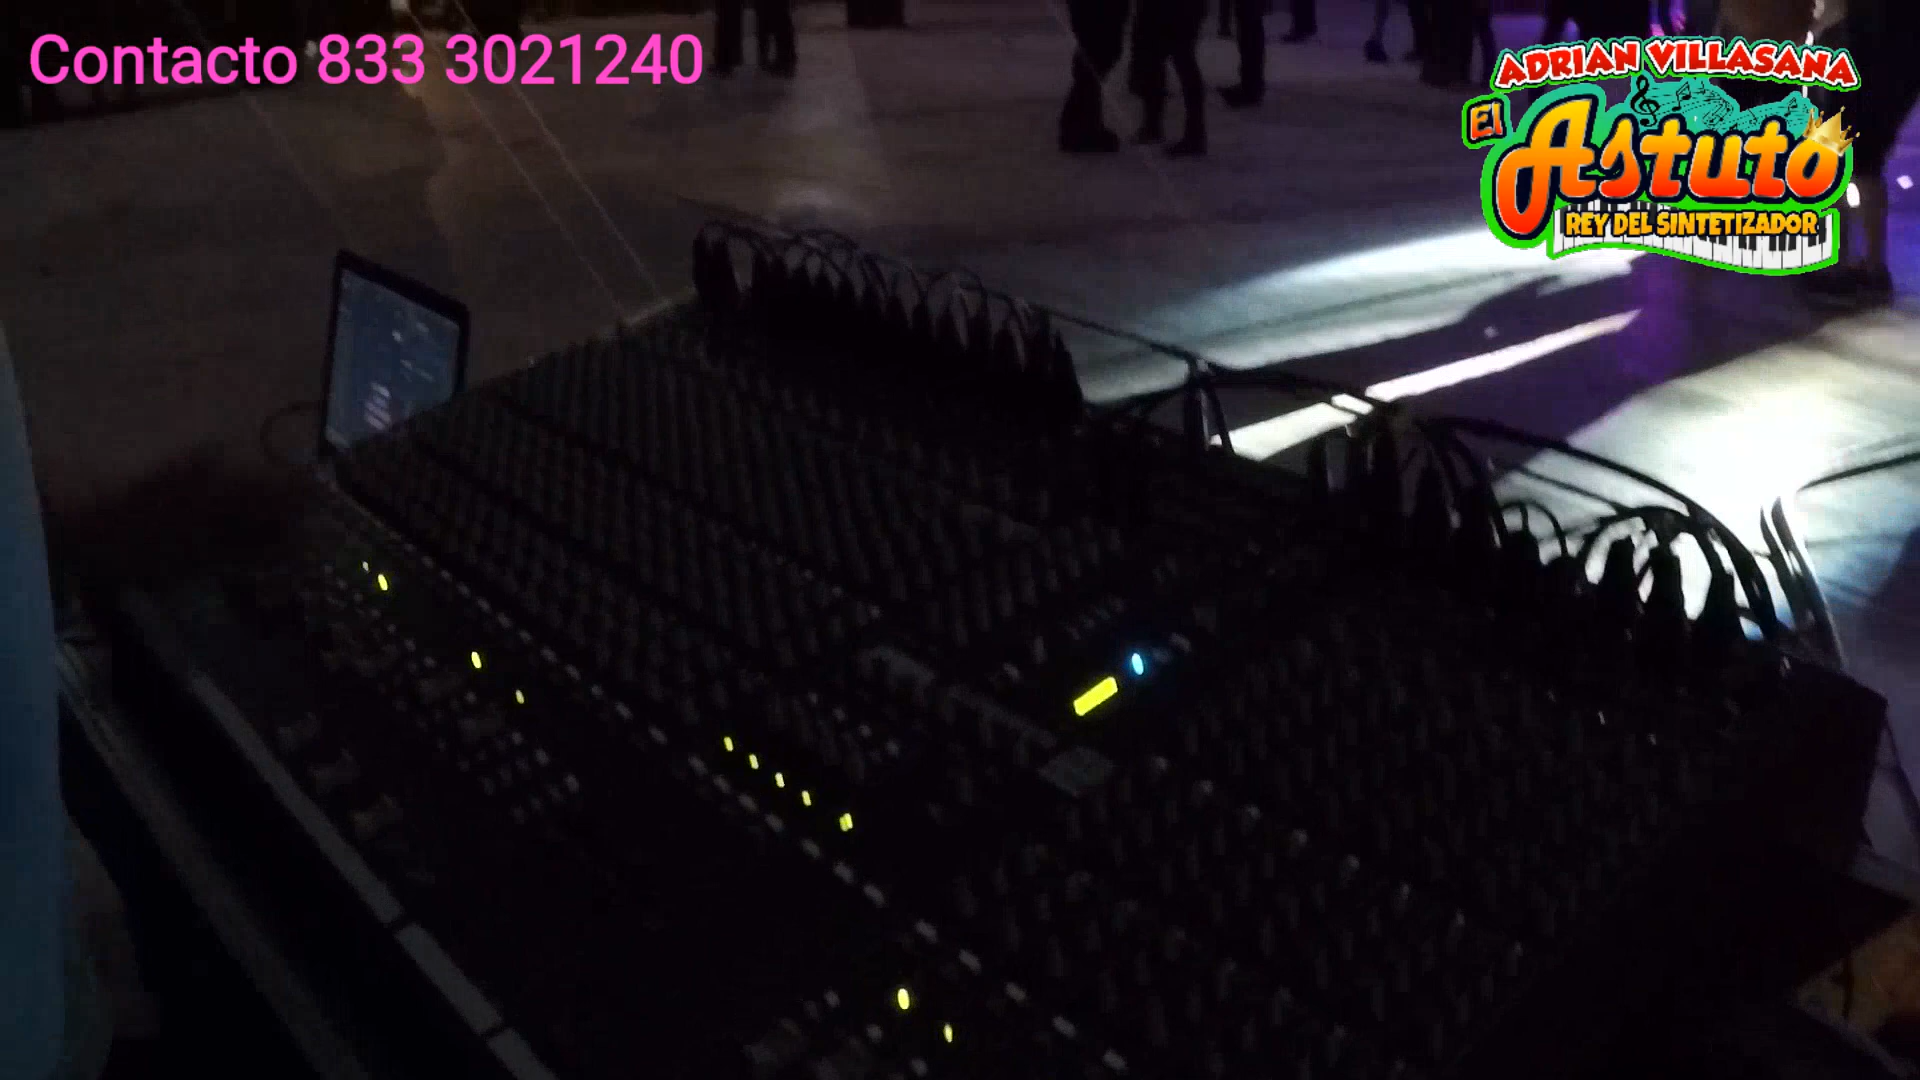 Contacto 833 3021240
ADRIAN VILLASANA
El Astuto
REY DEL SINTETIZADOR